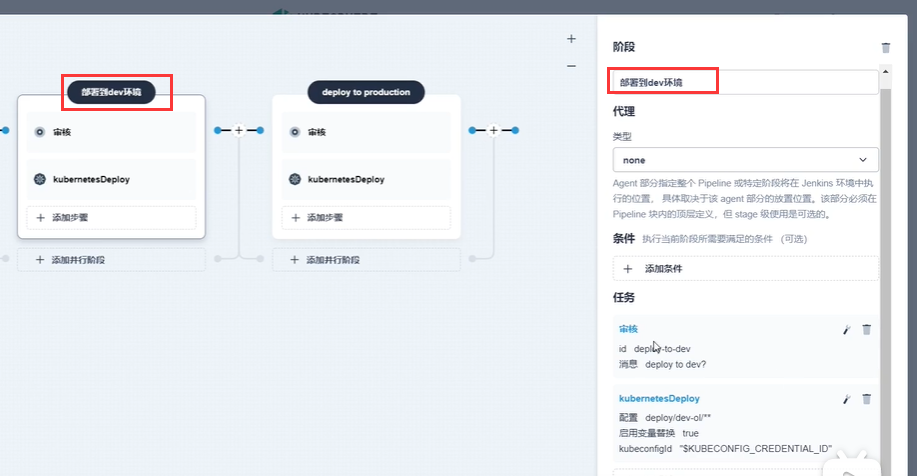 部署到dev环境
审核
kubernetesDeploy
添加步骤
添加并行阶段
deploy to production
审核
kubernetesDeploy
添加步骤
添加并行阶段
阶段
部署到dev环境
代理
类型
none
Agent 部分指定整个 Pipeline 或特定阶段将在 Jenkins 环境中执
行的位置， 具体取决于该 agent 部分的放置位置。该部分必须在
Pipeline 块内的顶层定义，但 stage 级使用是可选的。
条件 执行当前阶段所需要满足的条件 （可选）
添加条件
任务
审核
id deploy-to-dev
消息 deploy to dev?
kubernetesDeploy
配置 deploy/dev-ol/**
启用变量替换 true
kubeconfigId "$KUBECONFIG_CREDENTIAL_ID"